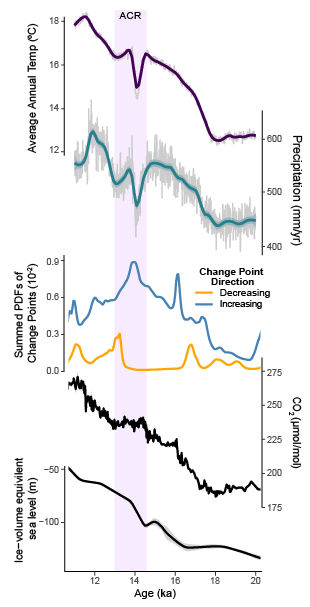 ACR
18
16
14
12
Average Annual Temp (ºC)
600
500
400
Precipitation (mm/yr)
0.9
0.6
0.3
0.0
Summed PDFs of
Change Points (10⁻²)
Change Point
Direction
Decreasing
Increasing
275
250
225
200
175
CO₂ (μmol/mol)
−50
−100
Ice−volume equivalent
sea level (m)
12 14 16 18 20
Age (ka)